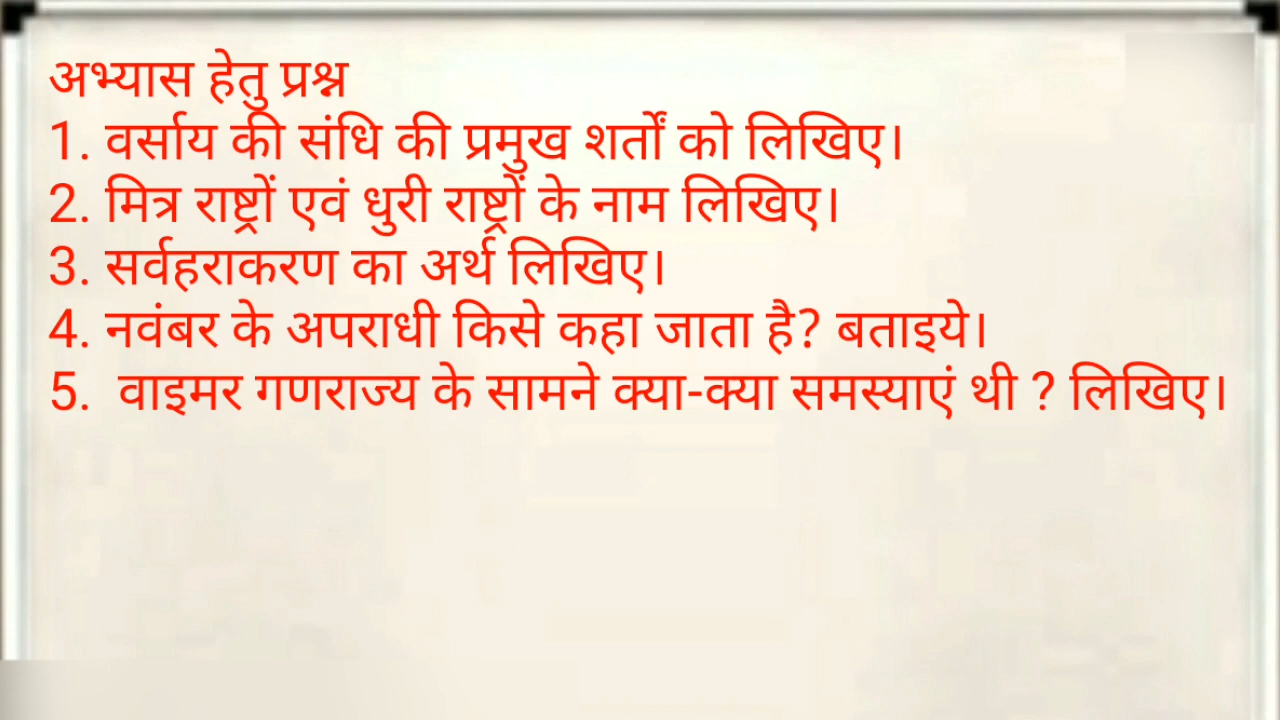 अभ्यास हेतु प्रश्न
1. वर्साय की संधि की प्रमुख शर्तों को लिखिए।
2. मित्र राष्ट्रों एवं धुरी राष्ट्रों के नाम लिखिए।
3. सर्वहराकरण का अर्थ लिखिए।
4. नवंबर के अपराधी किसे कहा जाता है? बताइये।
5. वाइमर गणराज्य के सामने क्या-क्या समस्याएं थी ? लिखिए।